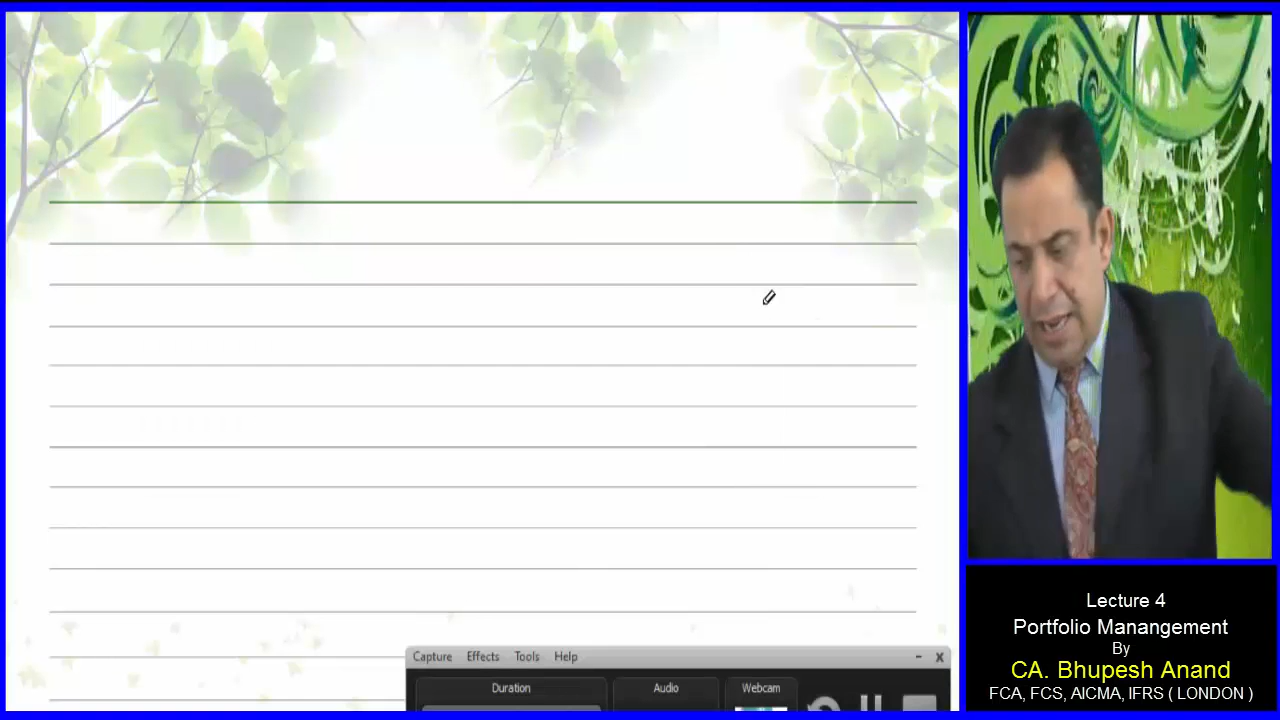 Capture Effects Tools Help
Duration Audio Webcam
Lecture 4
Portfolio Manangement
By
CA. Bhupesh Anand
FCA, FCS, AICMA, IFRS ( LONDON )